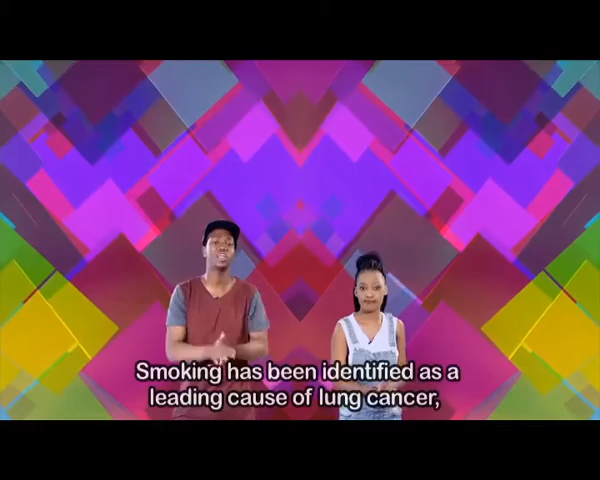 Smoking has been identified as a
leading cause of lung cancer,